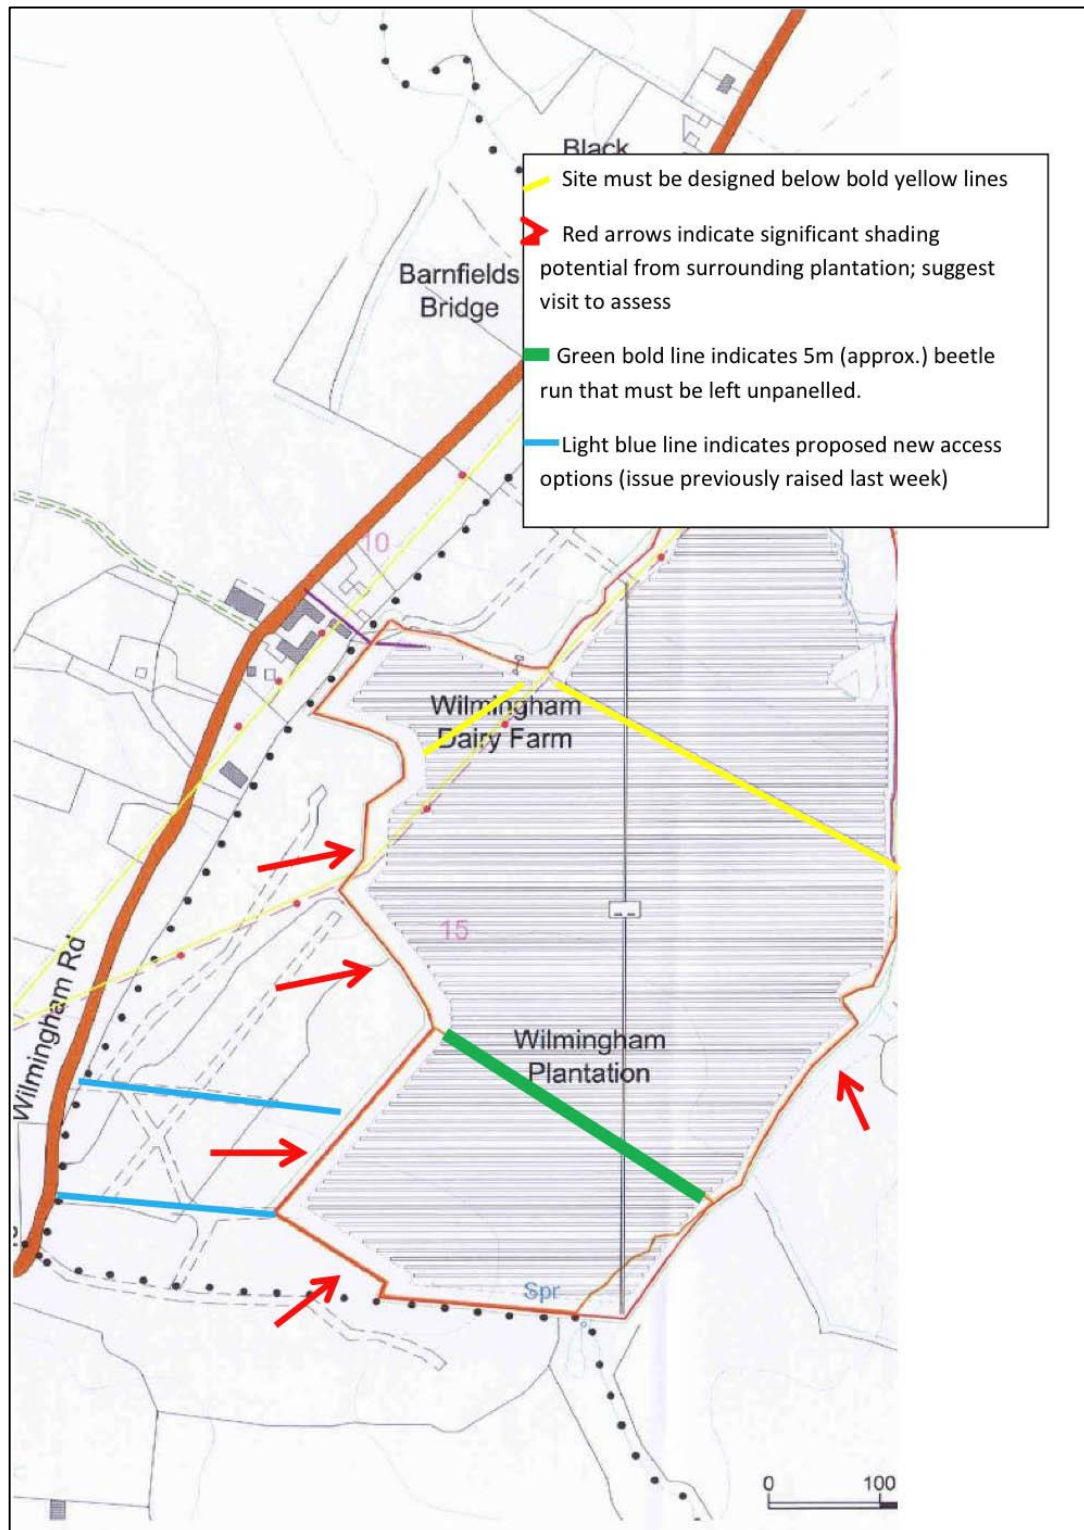 Black
Site must be designed below bold yellow lines
Red arrows indicate significant shading
potential from surrounding plantation; suggest
visit to assess
Green bold line indicates 5m (approx.) beetle
run that must be left unpanelled.
Light blue line indicates proposed new access
options (issue previously raised last week)
Barnfields
Bridge
10
Wilmingham
Dairy Farm
15
Wilmingham Rd
Wilmingham
Plantation
Spr
0 100